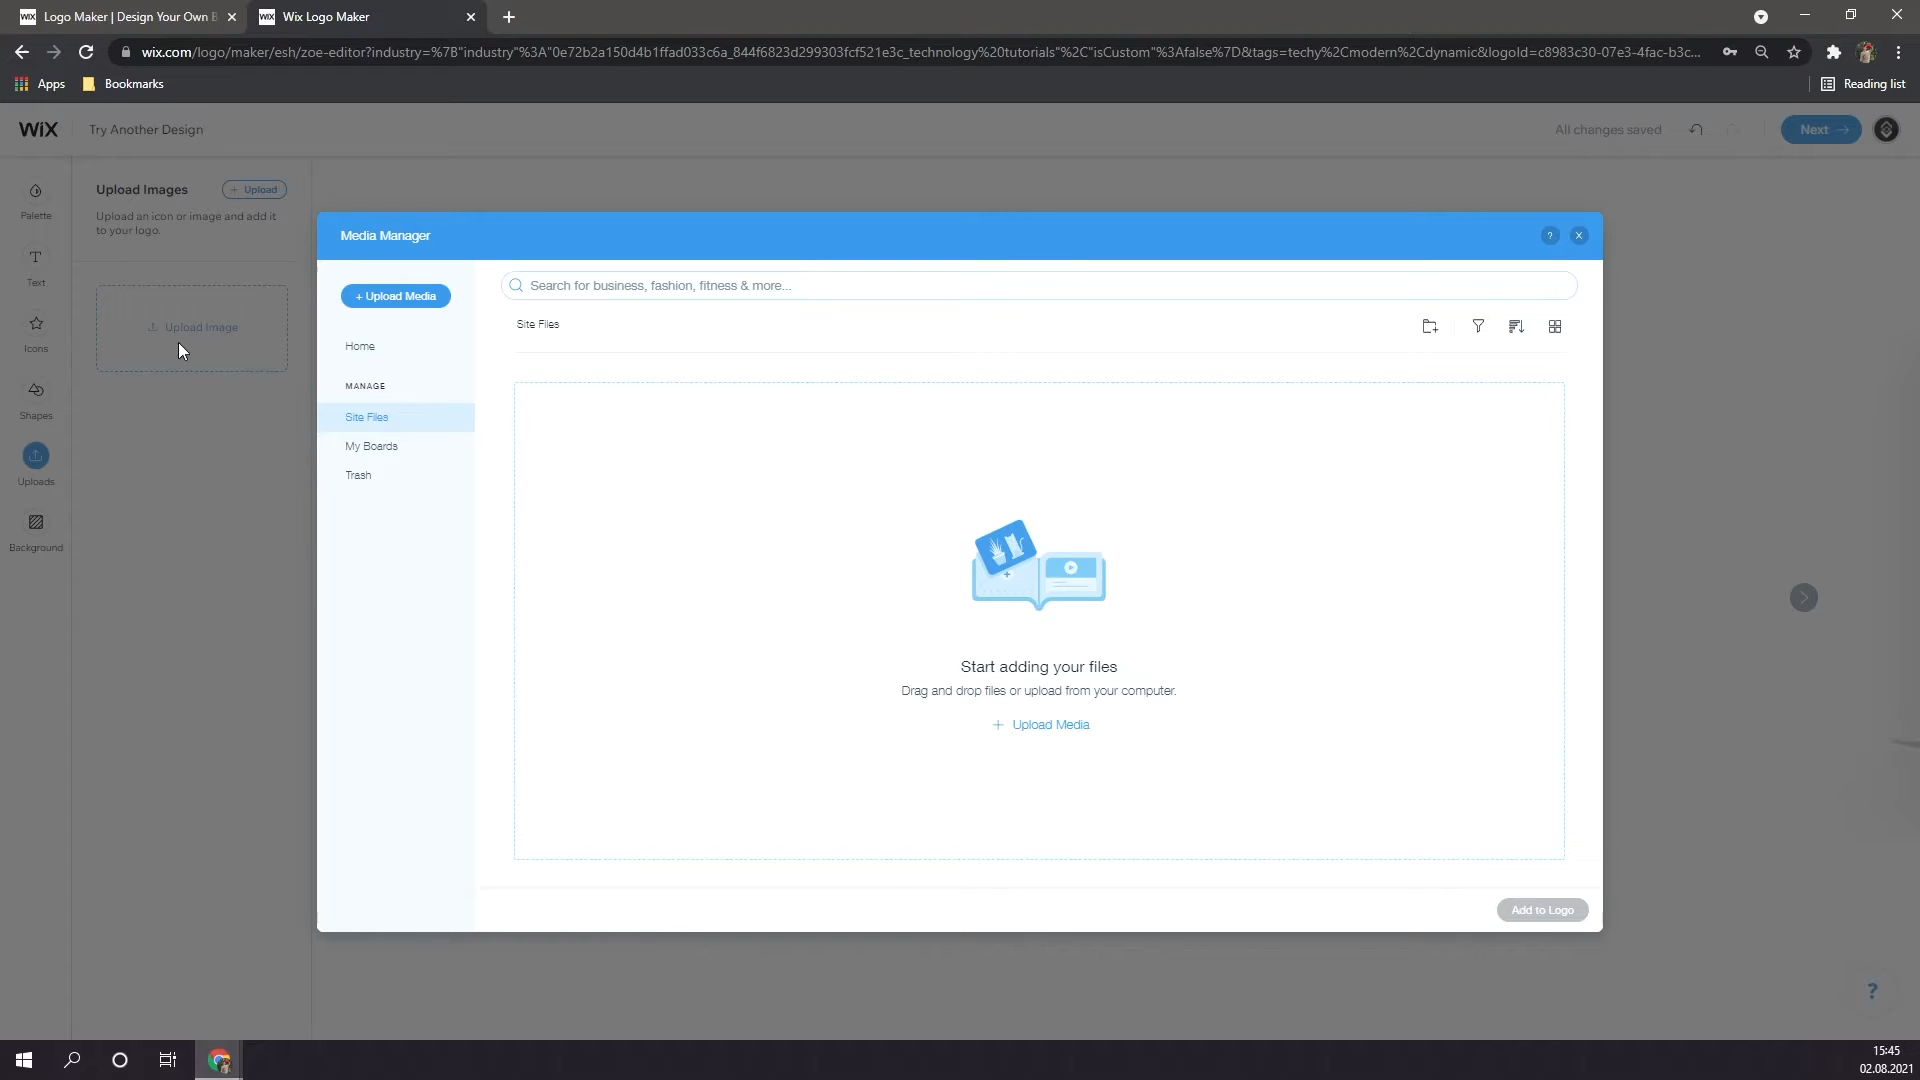 WiX Logo Maker | Design Your Own B
WiX Wix Logo Maker
wix.com/logo/maker/esh/zoe-editor?industry=%7B"industry"%3A"0e72b2a150d4b1ffad033c6a_844f6823d299303fcf521e3c_technology%20tutorials"%2C"isCustom"%3Afalse%7D&tags=techy%2Cmodern%2Cdynamic&logoId=c8983c30-07e3-4fac-b3c...
Apps
Bookmarks
Reading list
WiX
Try Another Design
All changes saved
Next
Palette
Text
Icons
Shapes
Uploads
Background
Upload Images
+ Upload
Upload an icon or image and add it
to your logo.
Upload Image
Media Manager
?
+ Upload Media
Home
MANAGE
Site Files
My Boards
Trash
Search for business, fashion, fitness & more...
Site Files
Start adding your files
Drag and drop files or upload from your computer.
+ Upload Media
Add to Logo
?
15:45
02.08.2021